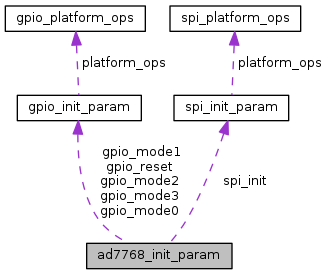 gpio_platform_ops
spi_platform_ops
platform_ops
platform_ops
gpio_init_param
spi_init_param
gpio_mode1
gpio_reset
gpio_mode2
gpio_mode3
gpio_mode0
spi_init
ad7768_init_param